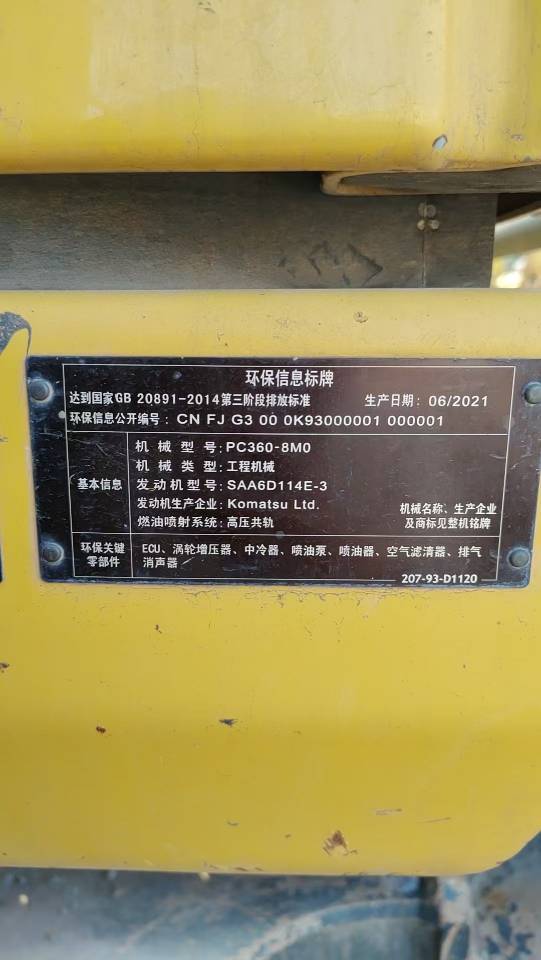 环保信息标牌
达到国家GB 20891-2014第三阶段排放标准 生产日期: 06/2021
环保信息公开编号: CN FJ G3 00 0K93000001 000001
基本信息
机 械 型 号: PC360-8M0
机 械 类 型: 工程机械
发 动 机 型 号: SAA6D114E-3
发动机生产企业: Komatsu Ltd.
燃油喷射系统: 高压共轨
机械名称、生产企业
及商标见整机铭牌
环保关键
零部件
ECU、涡轮增压器、中冷器、喷油泵、喷油器、空气滤清器、排气
消声器
207-93-D1120